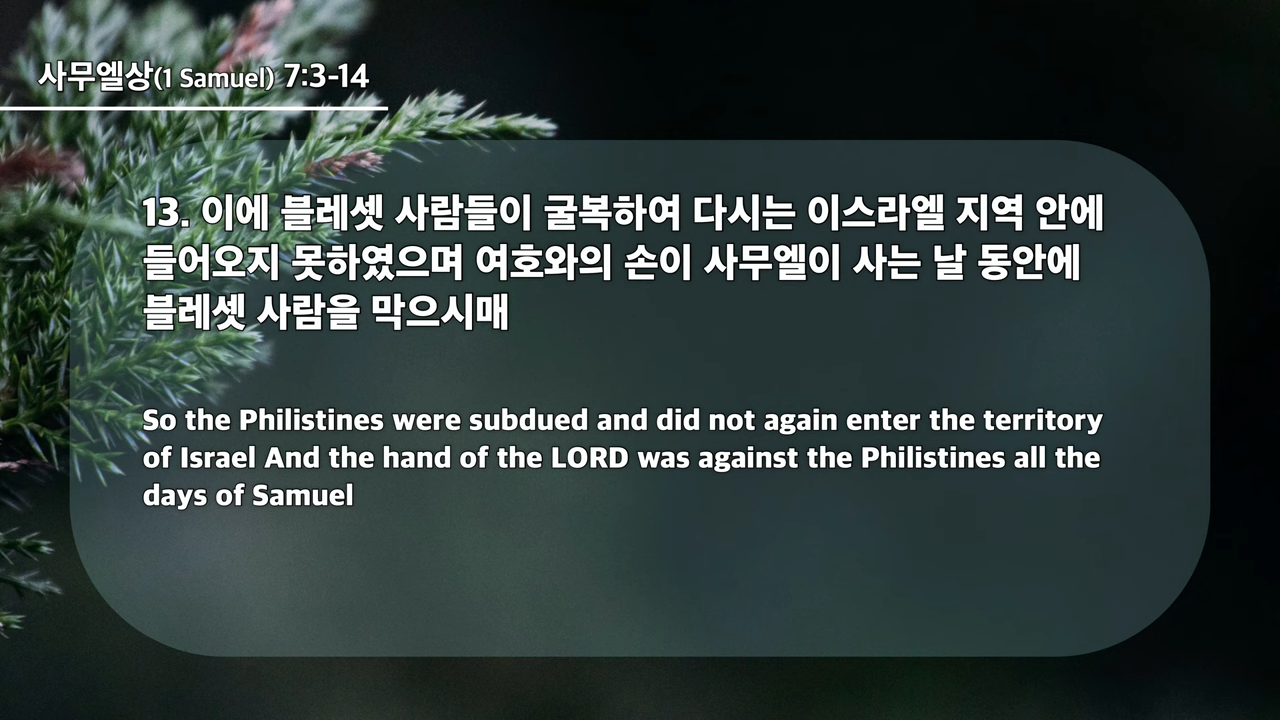 사무엘상(1 Samuel) 7:3-14
13. 이에 블레셋 사람들이 굴복하여 다시는 이스라엘 지역 안에
들어오지 못하였으며 여호와의 손이 사무엘이 사는 날 동안에
블레셋 사람을 막으시매
So the Philistines were subdued and did not again enter the territory
of Israel And the hand of the LORD was against the Philistines all the
days of Samuel